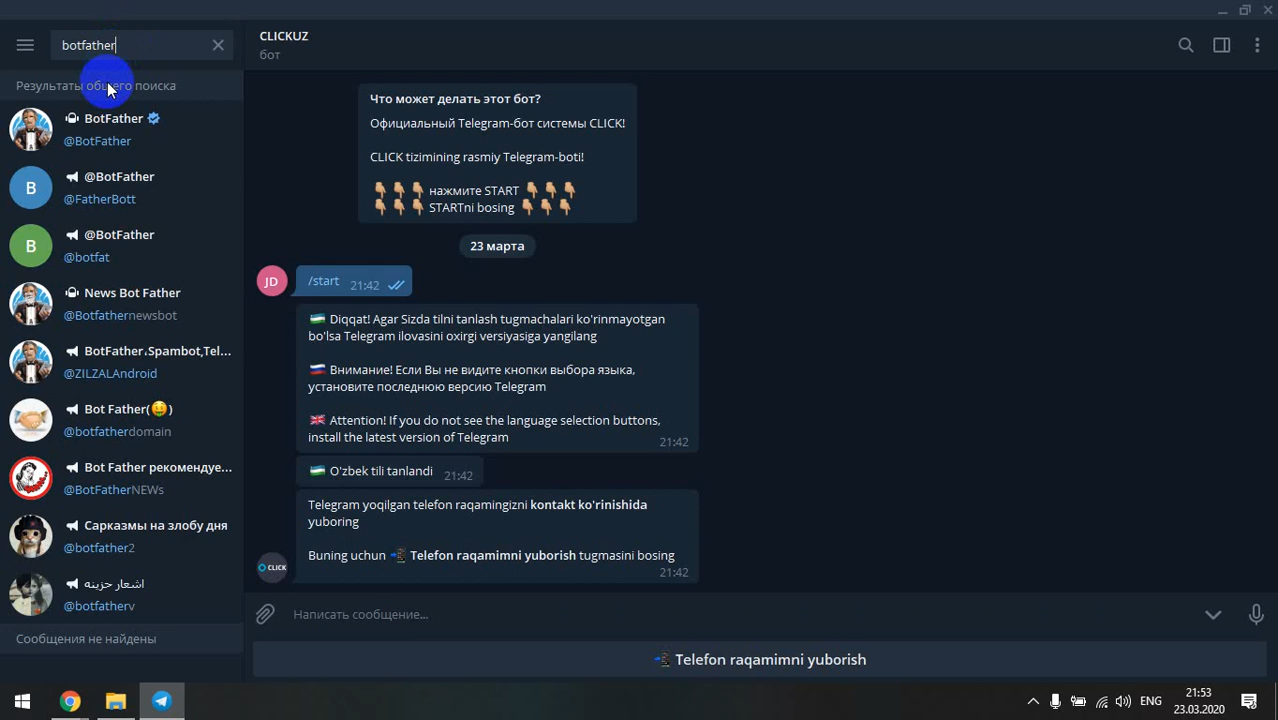 botfather
Результаты общего поиска
BotFather
@BotFather
B
@BotFather
@FatherBott
B
@BotFather
@botfat
News Bot Father
@Botfathernewsbot
BotFather.Spambot,Tel...
@ZILZALAndroid
Bot Father(🤑)
@botfatherdomain
Bot Father рекомендуе...
@BotFatherNEWs
Сарказмы на злобу дня
@botfather2
اشعار حزينه
@botfatherv
Сообщения не найдены
CLICKUZ
бот
Что может делать этот бот?
Официальный Telegram-бот системы CLICK!
CLICK tizimining rasmiy Telegram-boti!
👇🏼👇🏼👇🏼 нажмите START 👇🏼👇🏼👇🏼
👇🏼👇🏼👇🏼 STARTni bosing 👇🏼👇🏼👇🏼
23 марта
JD
/start 21:42
🇺🇿 Diqqat! Agar Sizda tilni tanlash tugmachalari ko'rinmayotgan
bo'lsa Telegram ilovasini oxirgi versiyasiga yangilang
🇷🇺 Внимание! Если Вы не видите кнопки выбора языка,
установите последнюю версию Telegram
🇬🇧 Attention! If you do not see the language selection buttons,
install the latest version of Telegram
21:42
🇺🇿 O'zbek tili tanlandi 21:42
Telegram yoqilgan telefon raqamingizni kontakt ko'rinishida
yuboring
Buning uchun 📲 Telefon raqamimni yuborish tugmasini bosing
CLICK
21:42
Написать сообщение...
📲 Telefon raqamimni yuborish
ENG
21:53
23.03.2020